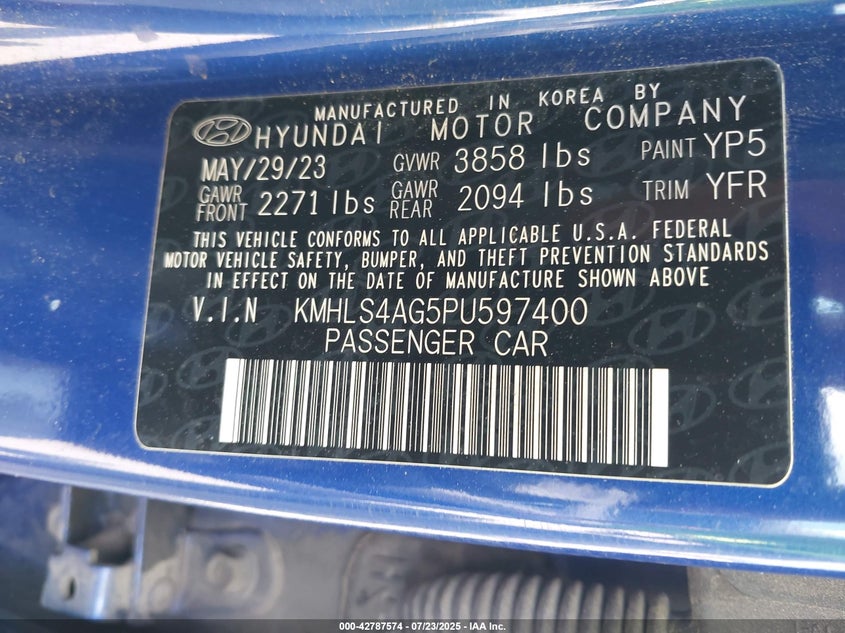 MANUFACTURED IN KOREA BY
HYUNDAI MOTOR COMPANY
MAY/29/23 GVWR 3858 lbs PAINT YP5
GAWR FRONT 2271 lbs GAWR REAR 2094 lbs TRIM YFR
THIS VEHICLE CONFORMS TO ALL APPLICABLE U.S.A. FEDERAL
MOTOR VEHICLE SAFETY, BUMPER, AND THEFT PREVENTION STANDARDS
IN EFFECT ON THE DATE OF MANUFACTURE SHOWN ABOVE
V.I.N KMHLS4AG5PU597400
PASSENGER CAR
000-42787574 - 07/23/2025 - IAA Inc.